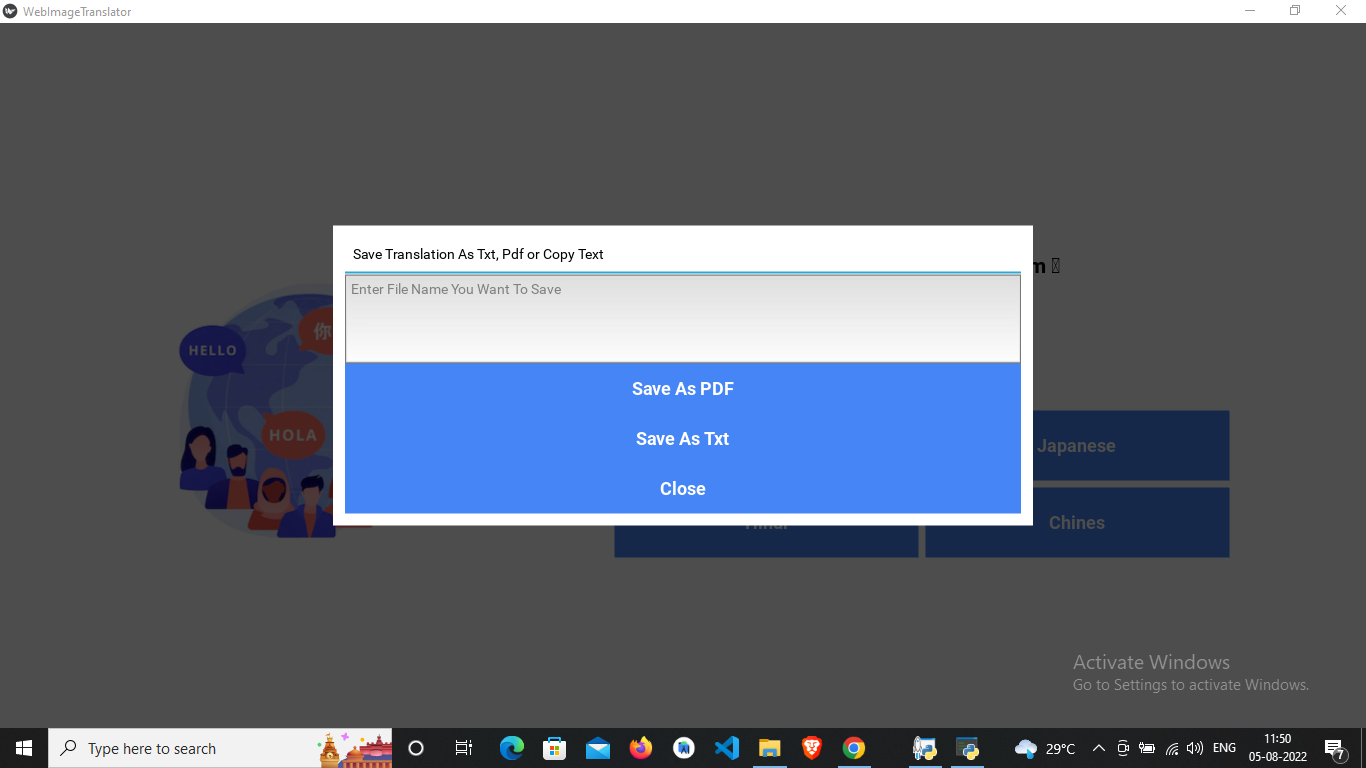 WebImageTranslator
m
HELLO
你
HOLA
Save Translation As Txt, Pdf or Copy Text
Enter File Name You Want To Save
Save As PDF
Save As Txt
Close
Japanese
Hindi
Chines
Activate Windows
Go to Settings to activate Windows.
Type here to search
29°C
ENG
11:50
05-08-2022
7